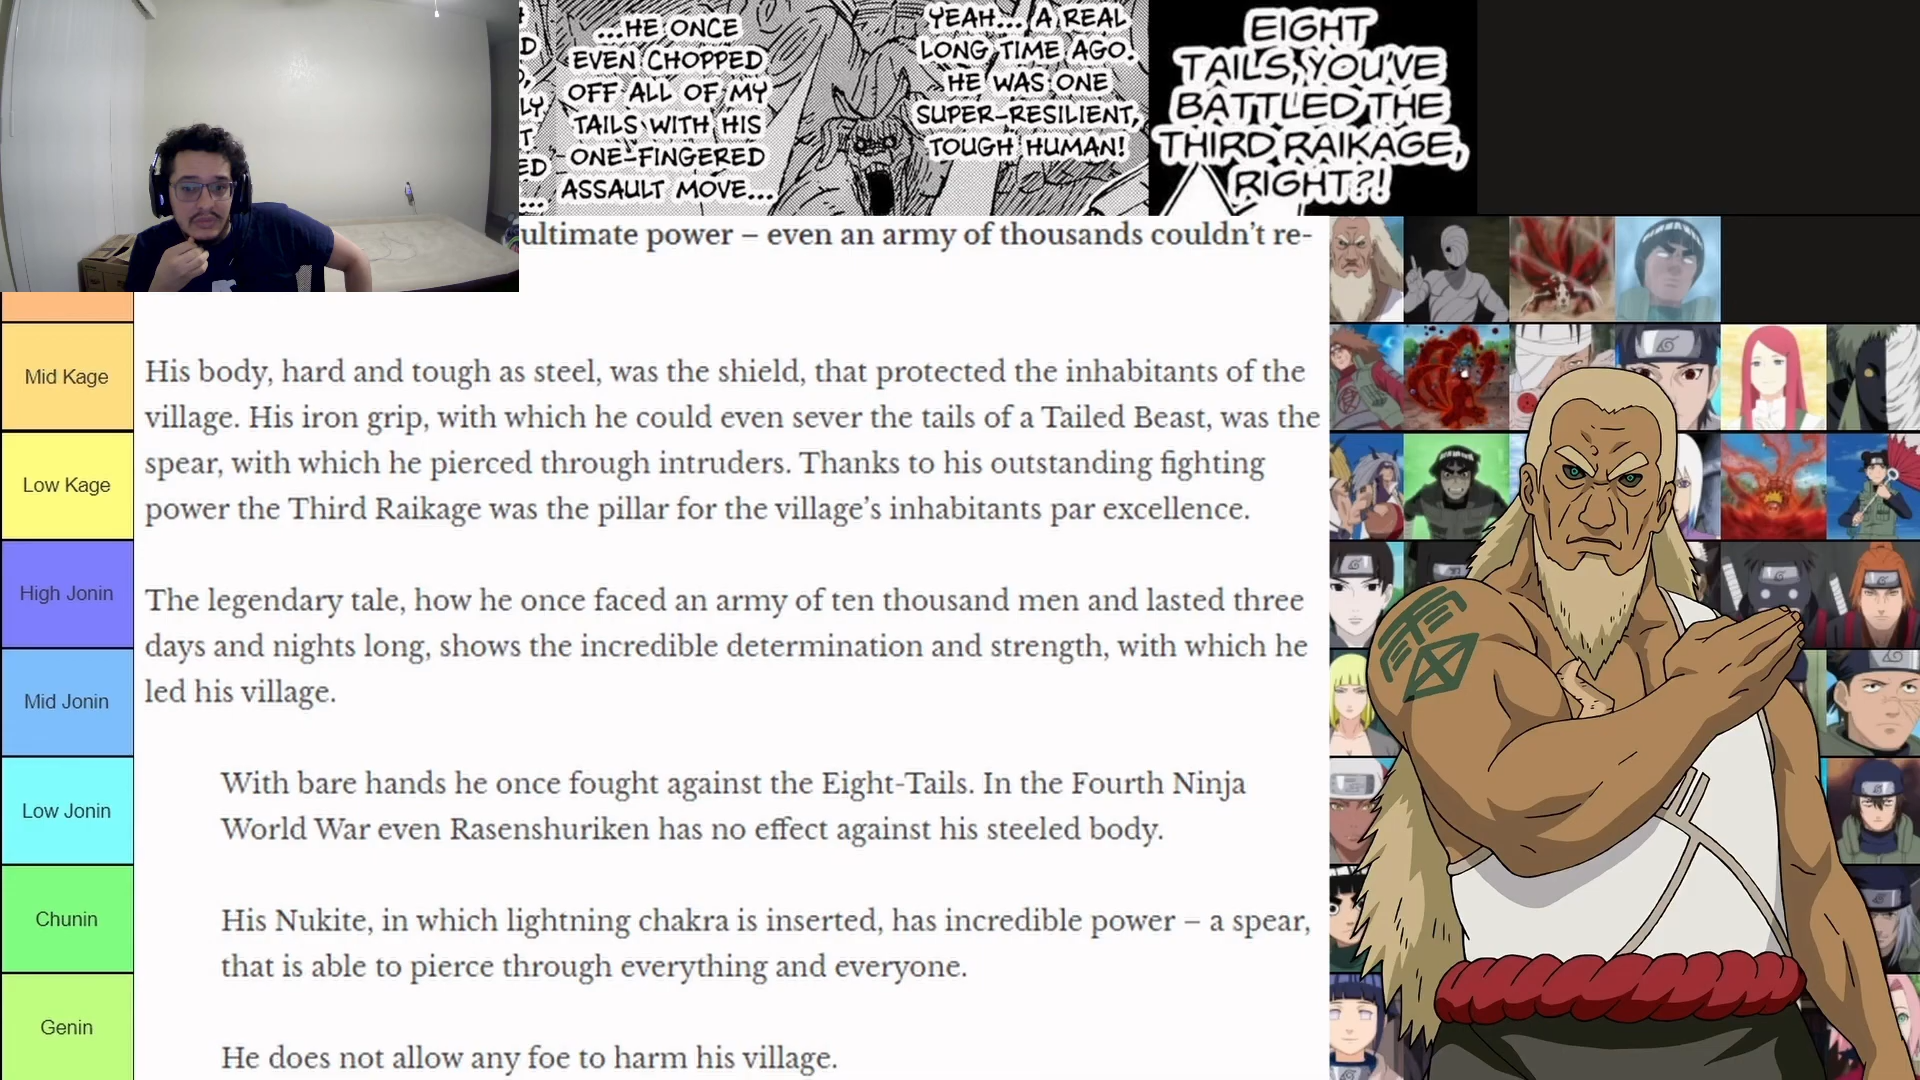 D
LY
T
ED
...HE ONCE
EVEN CHOPPED
OFF ALL OF MY
TAILS WITH HIS
ONE-FINGERED
ASSAULT MOVE...
YEAH... A REAL
LONG TIME AGO.
HE WAS ONE
SUPER-RESILIENT,
TOUGH HUMAN!
EIGHT
TAILS, YOU'VE
BATTLED THE
THIRD RAIKAGE,
RIGHT?!
ultimate power – even an army of thousands couldn't re-
Mid Kage
Low Kage
High Jonin
Mid Jonin
Low Jonin
Chunin
Genin
His body, hard and tough as steel, was the shield, that protected the inhabitants of the
village. His iron grip, with which he could even sever the tails of a Tailed Beast, was the
spear, with which he pierced through intruders. Thanks to his outstanding fighting
power the Third Raikage was the pillar for the village's inhabitants par excellence.
The legendary tale, how he once faced an army of ten thousand men and lasted three
days and nights long, shows the incredible determination and strength, with which he
led his village.
With bare hands he once fought against the Eight-Tails. In the Fourth Ninja
World War even Rasenshuriken has no effect against his steeled body.
His Nukite, in which lightning chakra is inserted, has incredible power – a spear,
that is able to pierce through everything and everyone.
He does not allow any foe to harm his village.